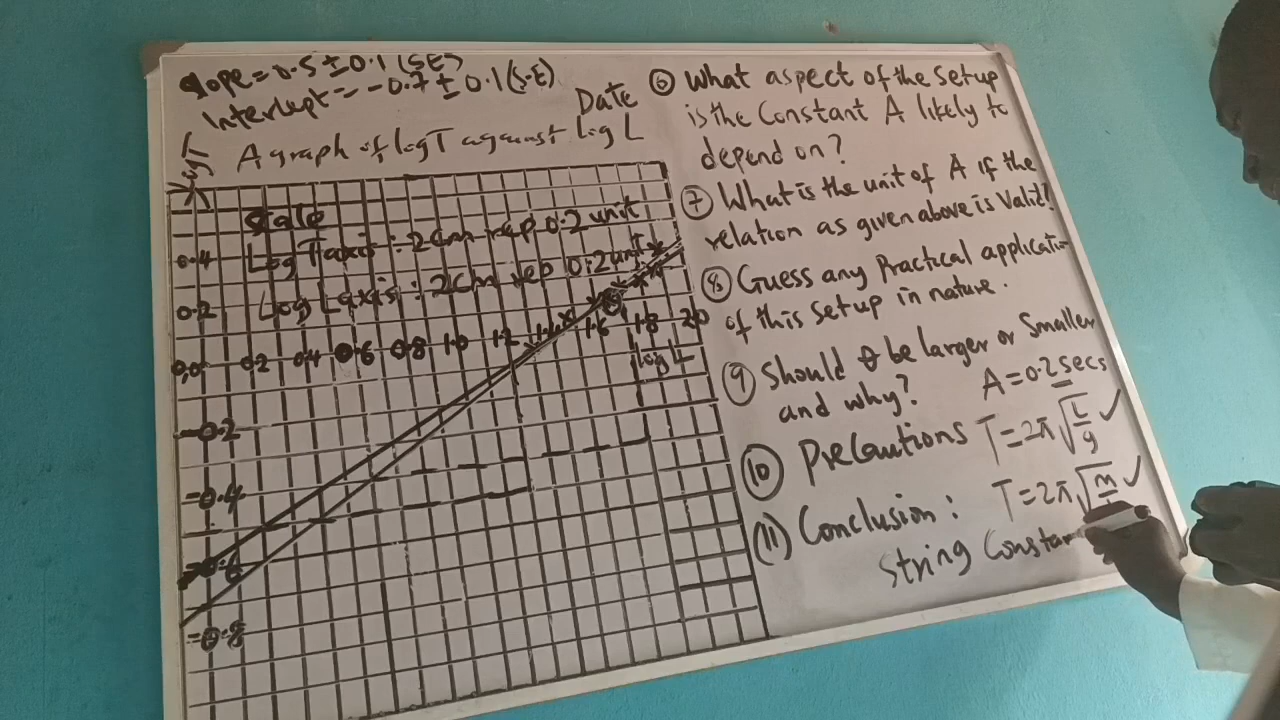 slope = 0.5 ± 0.1 (SE)
Intercept = -0.7 ± 0.1 (S.E)
Date
A graph of log T against log L
log T
Scale
Log T axis : 2cm rep 0.2 unit
Log L axis : 2cm rep 0.2 unit
0.4
0.2
0.0 0.2 0.4 0.6 0.8 1.0 1.2 1.4 1.6 1.8 20
log L
-0.2
-0.4
-0.6
-0.8
(6) What aspect of the setup
is the Constant A likely to
depend on?
(7) What is the unit of A if the
relation as given above is Valid?
(8) Guess any Practical applicatio
of this setup in nature.
(9) Should θ be larger or Smaller
and why?
A = 0.2 secs
(10) Precautions
T = 2π √L/g ✓
(11) Conclusion :
T = 2π √m ✓
String Constan